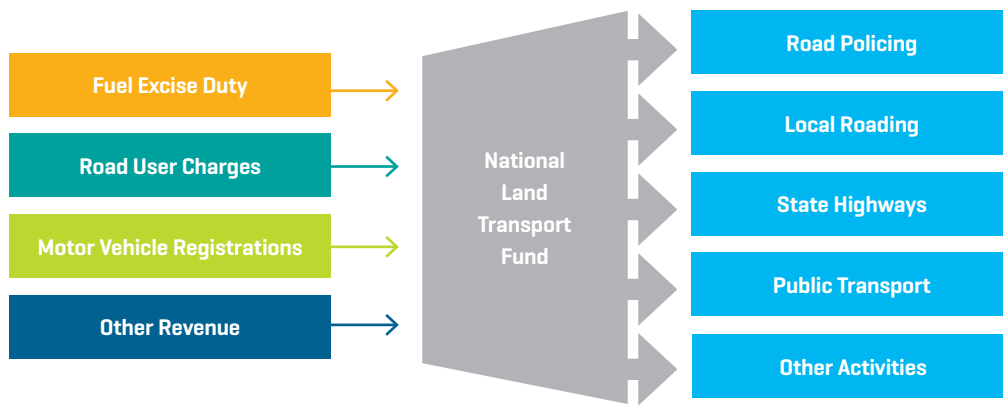 Fuel Excise Duty
Road User Charges
Motor Vehicle Registrations
Other Revenue
National
Land
Transport
Fund
Road Policing
Local Roading
State Highways
Public Transport
Other Activities